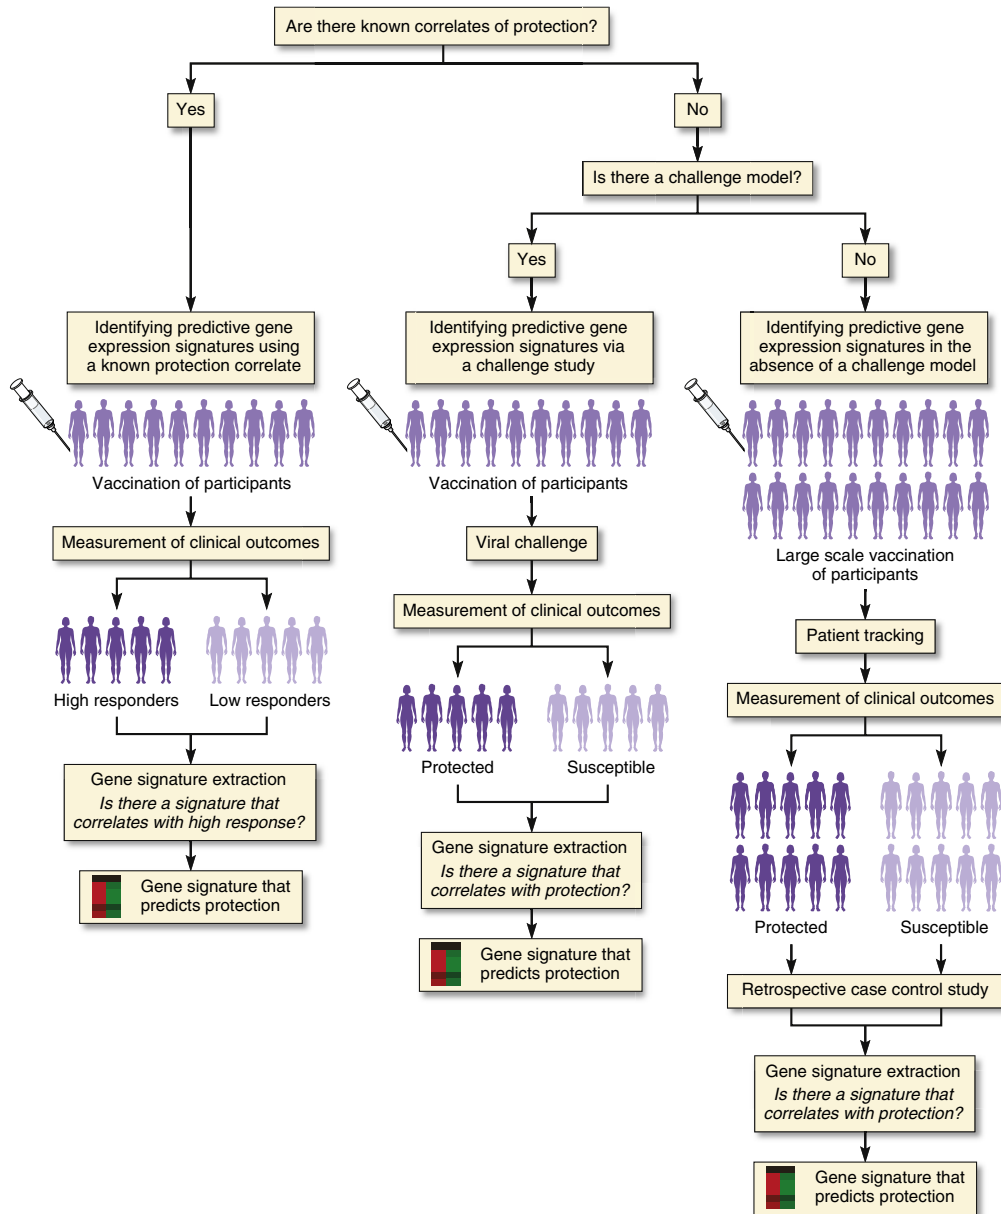 Are there known correlates of protection?
Yes
No
Is there a challenge model?
Yes
No
Identifying predictive gene
expression signatures using
a known protection correlate
Vaccination of participants
Measurement of clinical outcomes
High responders
Low responders
Gene signature extraction
Is there a signature that
correlates with high response?
Gene signature that
predicts protection
Identifying predictive gene
expression signatures via
a challenge study
Vaccination of participants
Viral challenge
Measurement of clinical outcomes
Protected
Susceptible
Gene signature extraction
Is there a signature that
correlates with protection?
Gene signature that
predicts protection
Identifying predictive gene
expression signatures in the
absence of a challenge model
Large scale vaccination
of participants
Patient tracking
Measurement of clinical outcomes
Protected
Susceptible
Retrospective case control study
Gene signature extraction
Is there a signature that
correlates with protection?
Gene signature that
predicts protection